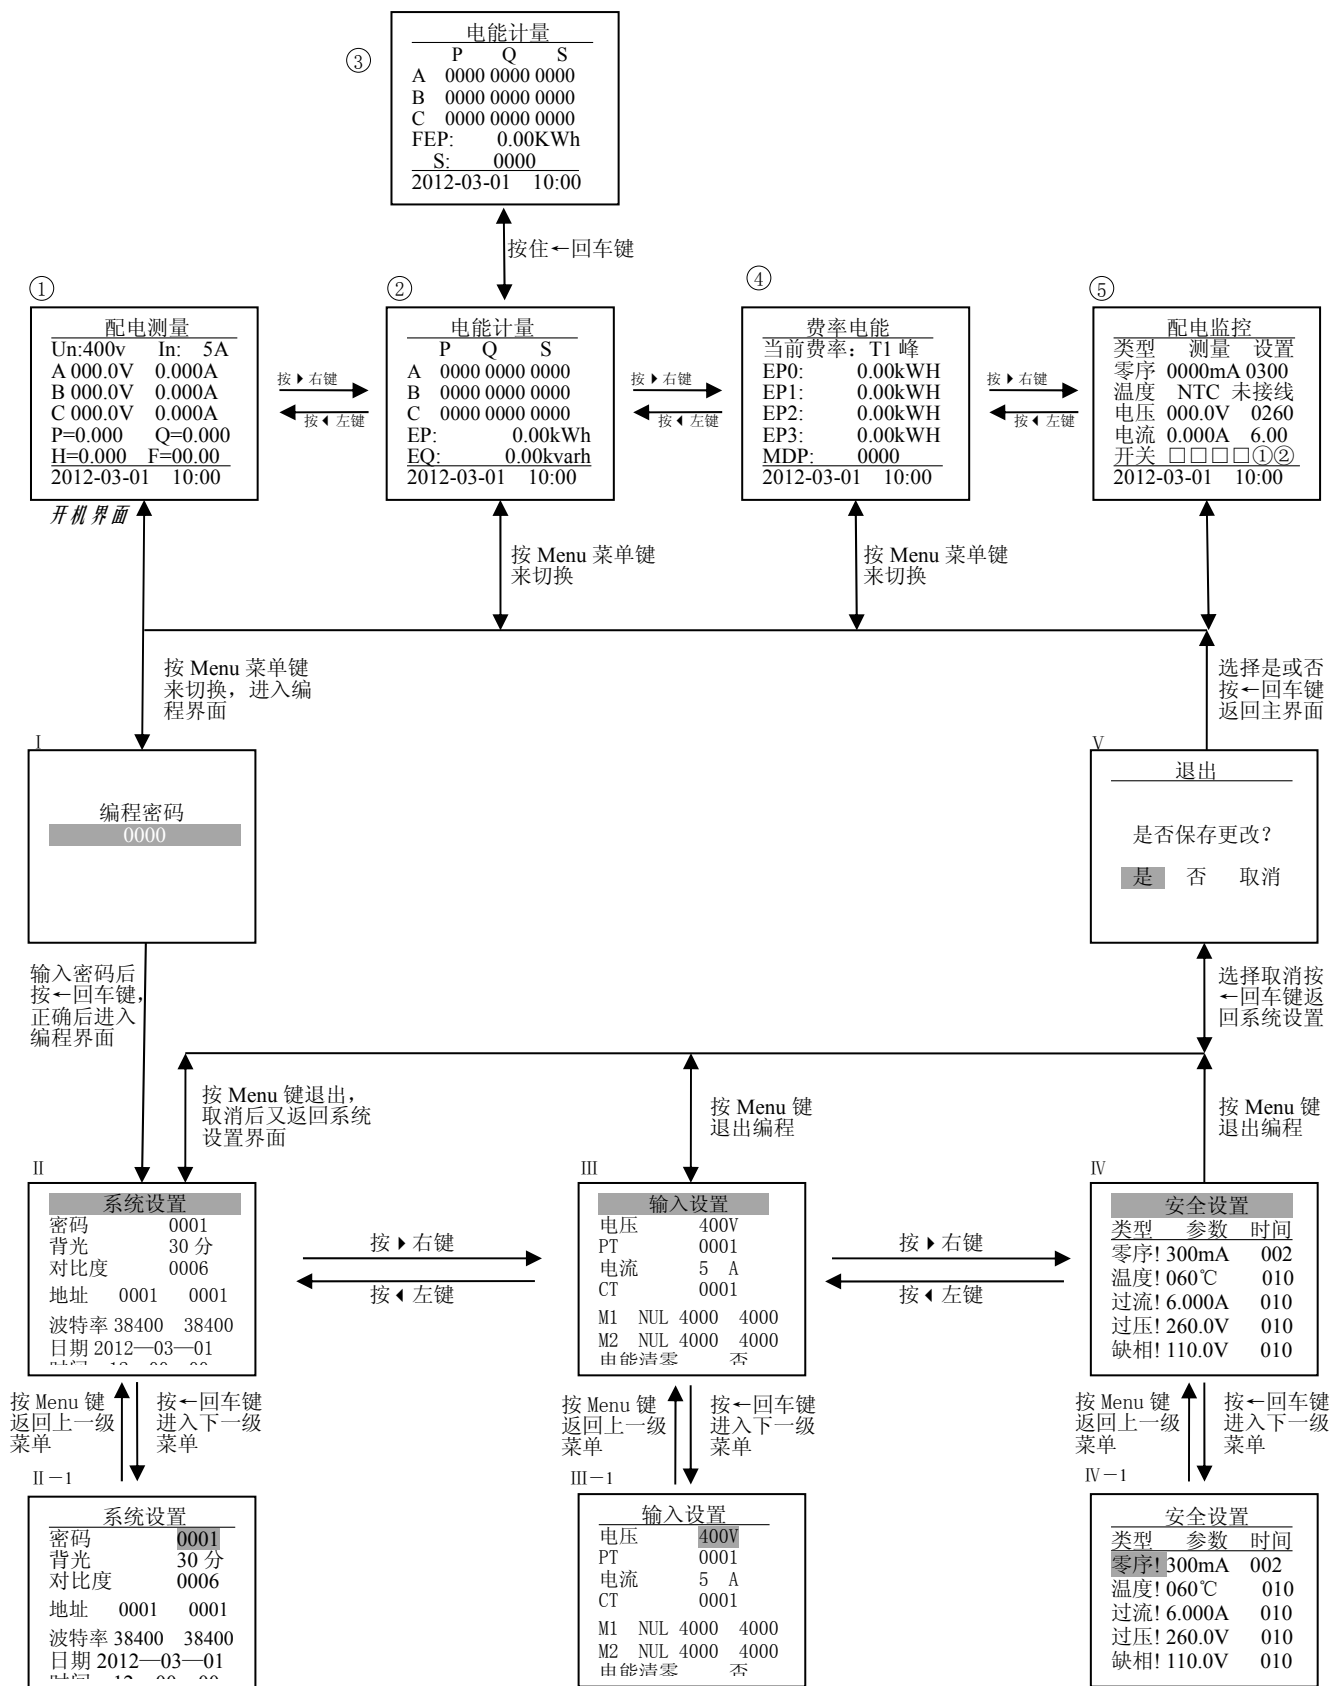 ③
电能计量
P Q S
A 0000 0000 0000
B 0000 0000 0000
C 0000 0000 0000
FEP: 0.00KWh
S: 0000
2012-03-01 10:00
按住←回车键
①
配电测量
Un:400v In: 5A
A 000.0V 0.000A
B 000.0V 0.000A
C 000.0V 0.000A
P=0.000 Q=0.000
H=0.000 F=00.00
2012-03-01 10:00
开机界面
按▶右键
按◀左键
②
电能计量
P Q S
A 0000 0000 0000
B 0000 0000 0000
C 0000 0000 0000
EP: 0.00kWh
EQ: 0.00kvarh
2012-03-01 10:00
按▶右键
按◀左键
④
费率电能
当前费率：T1 峰
EP0: 0.00kWH
EP1: 0.00kWH
EP2: 0.00kWH
EP3: 0.00kWH
MDP: 0000
2012-03-01 10:00
按▶右键
按◀左键
⑤
配电监控
类型 测量 设置
零序 0000mA 0300
温度 NTC 未接线
电压 000.0V 0260
电流 0.000A 6.00
开关 □□□□①②
2012-03-01 10:00
按 Menu 菜单键
来切换
按 Menu 菜单键
来切换
按 Menu 菜单键
来切换，进入编
程界面
选择是或否
按←回车键
返回主界面
I
编程密码
0000
V
退出
是否保存更改？
是 否 取消
输入密码后
按←回车键，
正确后进入
编程界面
选择取消按
←回车键返
回系统设置
按 Menu 键退出，
取消后又返回系统
设置界面
按 Menu 键
退出编程
按 Menu 键
退出编程
II
系统设置
密码 0001
背光 30 分
对比度 0006
地址 0001 0001
波特率 38400 38400
日期 2012—03—01
按▶右键
按◀左键
III
输入设置
电压 400V
PT 0001
电流 5 A
CT 0001
M1 NUL 4000 4000
M2 NUL 4000 4000
电能清零 否
按▶右键
按◀左键
IV
安全设置
类型 参数 时间
零序! 300mA 002
温度! 060℃ 010
过流! 6.000A 010
过压! 260.0V 010
缺相! 110.0V 010
按 Menu 键
返回上一级
菜单
按←回车键
进入下一级
菜单
按 Menu 键
返回上一级
菜单
按←回车键
进入下一级
菜单
按 Menu 键
返回上一级
菜单
按←回车键
进入下一级
菜单
II－1
系统设置
密码 0001
背光 30 分
对比度 0006
地址 0001 0001
波特率 38400 38400
日期 2012—03—01
III－1
输入设置
电压 400V
PT 0001
电流 5 A
CT 0001
M1 NUL 4000 4000
M2 NUL 4000 4000
电能清零 否
IV－1
安全设置
类型 参数 时间
零序! 300mA 002
温度! 060℃ 010
过流! 6.000A 010
过压! 260.0V 010
缺相! 110.0V 010